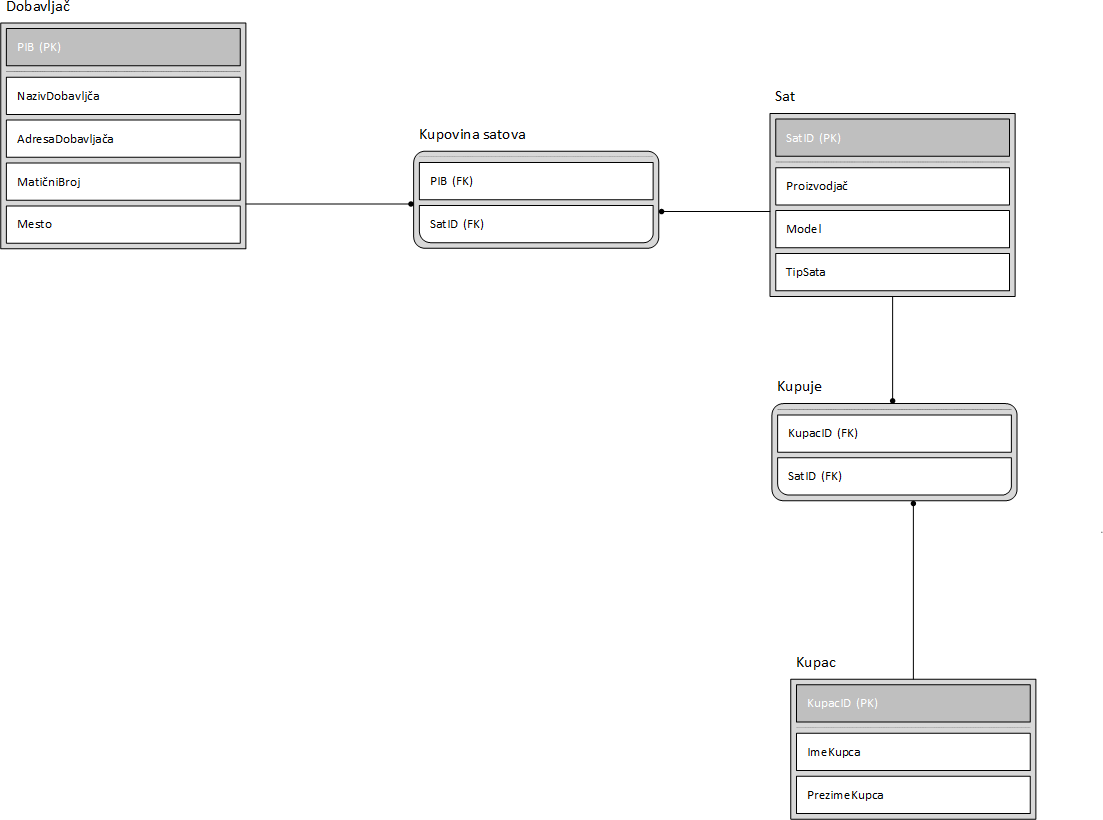 Dobavljač
PIB (PK)
NazivDobavljča
AdresaDobavljača
MatičniBroj
Mesto
Kupovina satova
PIB (FK)
SatID (FK)
Sat
SatID (PK)
Proizvodjač
Model
TipSata
Kupuje
KupacID (FK)
SatID (FK)
Kupac
KupacID (PK)
ImeKupca
PrezimeKupca